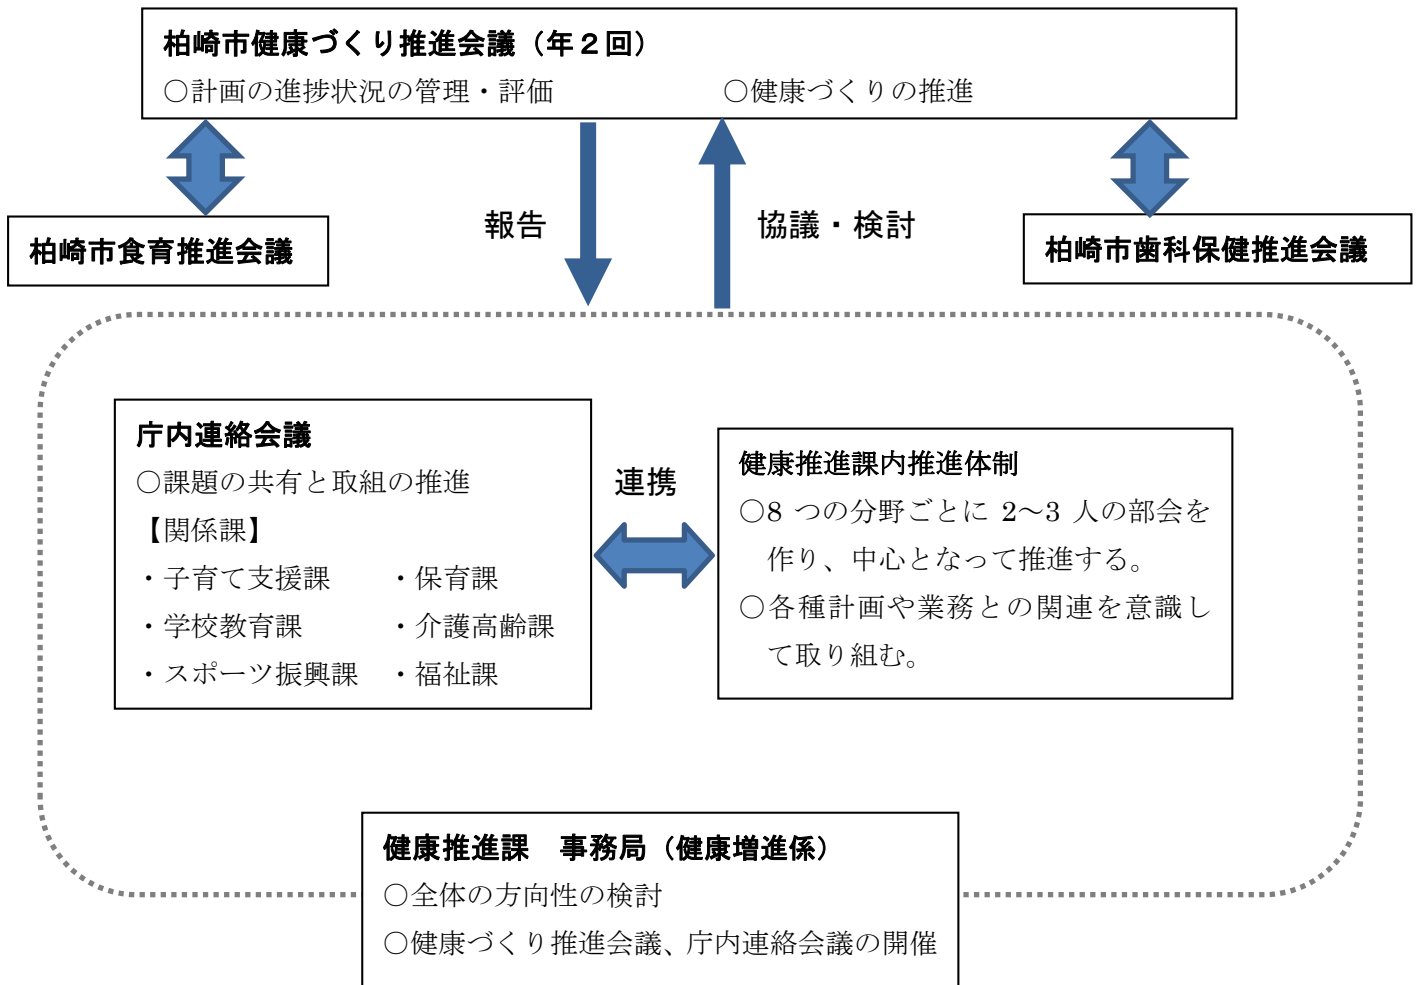 柏崎市健康づくり推進会議（年２回）
○計画の進捗状況の管理・評価　　　　　　○健康づくりの推進
報告
協議・検討
柏崎市食育推進会議
柏崎市歯科保健推進会議
庁内連絡会議
○課題の共有と取組の推進
【関係課】
・子育て支援課　　・保育課
・学校教育課　　　・介護高齢課
・スポーツ振興課　・福祉課
連携
健康推進課内推進体制
○8 つの分野ごとに 2～3 人の部会を
作り、中心となって推進する。
○各種計画や業務との関連を意識し
て取り組む。
健康推進課　事務局（健康増進係）
○全体の方向性の検討
○健康づくり推進会議、庁内連絡会議の開催